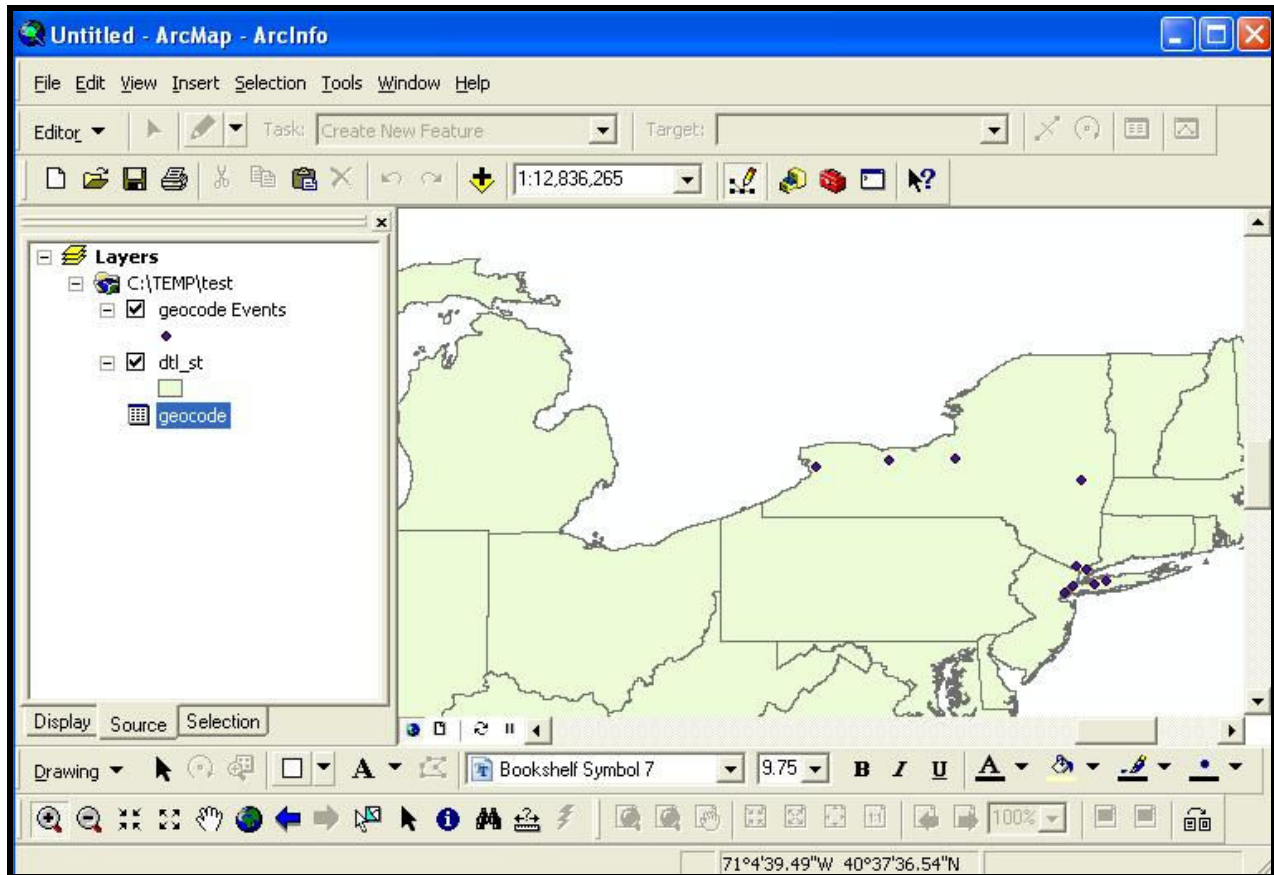 Untitled - ArcMap - ArcInfo
File Edit View Insert Selection Tools Window Help
Editor Task: Create New Feature Target:
1:12,836,265
Layers
C:\TEMP\test
geocode Events
dtl_st
geocode
Display Source Selection
Drawing A Bookshelf Symbol 7 9.75 B I U A
1:1 100%
71°4'39.49"W 40°37'36.54"N